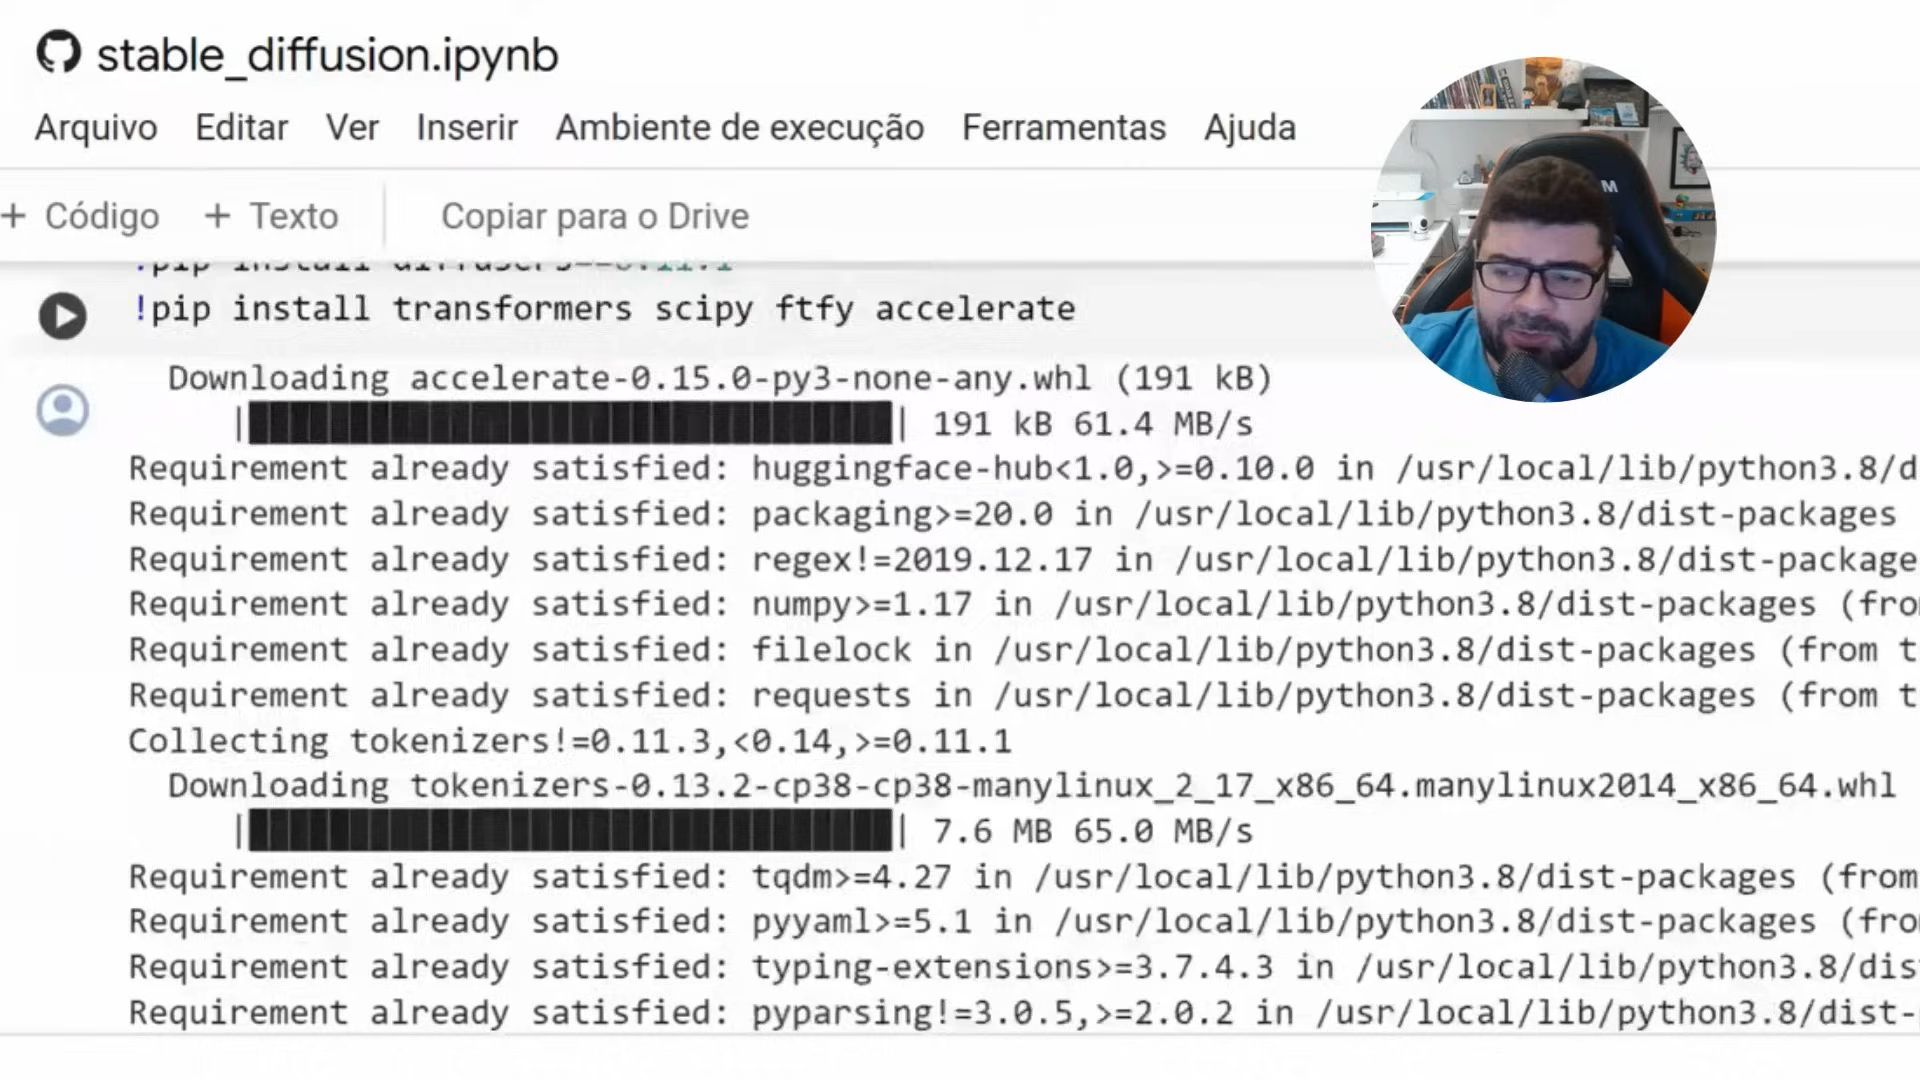 stable_diffusion.ipynb
Arquivo Editar Ver Inserir Ambiente de execução Ferramentas Ajuda
+ Código + Texto Copiar para o Drive
!pip install diffusers==0.11.1
!pip install transformers scipy ftfy accelerate
Downloading accelerate-0.15.0-py3-none-any.whl (191 kB)
| 191 kB 61.4 MB/s
Requirement already satisfied: huggingface-hub<1.0,>=0.10.0 in /usr/local/lib/python3.8/d
Requirement already satisfied: packaging>=20.0 in /usr/local/lib/python3.8/dist-packages
Requirement already satisfied: regex!=2019.12.17 in /usr/local/lib/python3.8/dist-package
Requirement already satisfied: numpy>=1.17 in /usr/local/lib/python3.8/dist-packages (fro
Requirement already satisfied: filelock in /usr/local/lib/python3.8/dist-packages (from t
Requirement already satisfied: requests in /usr/local/lib/python3.8/dist-packages (from t
Collecting tokenizers!=0.11.3,<0.14,>=0.11.1
Downloading tokenizers-0.13.2-cp38-cp38-manylinux_2_17_x86_64.manylinux2014_x86_64.whl
| 7.6 MB 65.0 MB/s
Requirement already satisfied: tqdm>=4.27 in /usr/local/lib/python3.8/dist-packages (from
Requirement already satisfied: pyyaml>=5.1 in /usr/local/lib/python3.8/dist-packages (fro
Requirement already satisfied: typing-extensions>=3.7.4.3 in /usr/local/lib/python3.8/dis
Requirement already satisfied: pyparsing!=3.0.5,>=2.0.2 in /usr/local/lib/python3.8/dist-